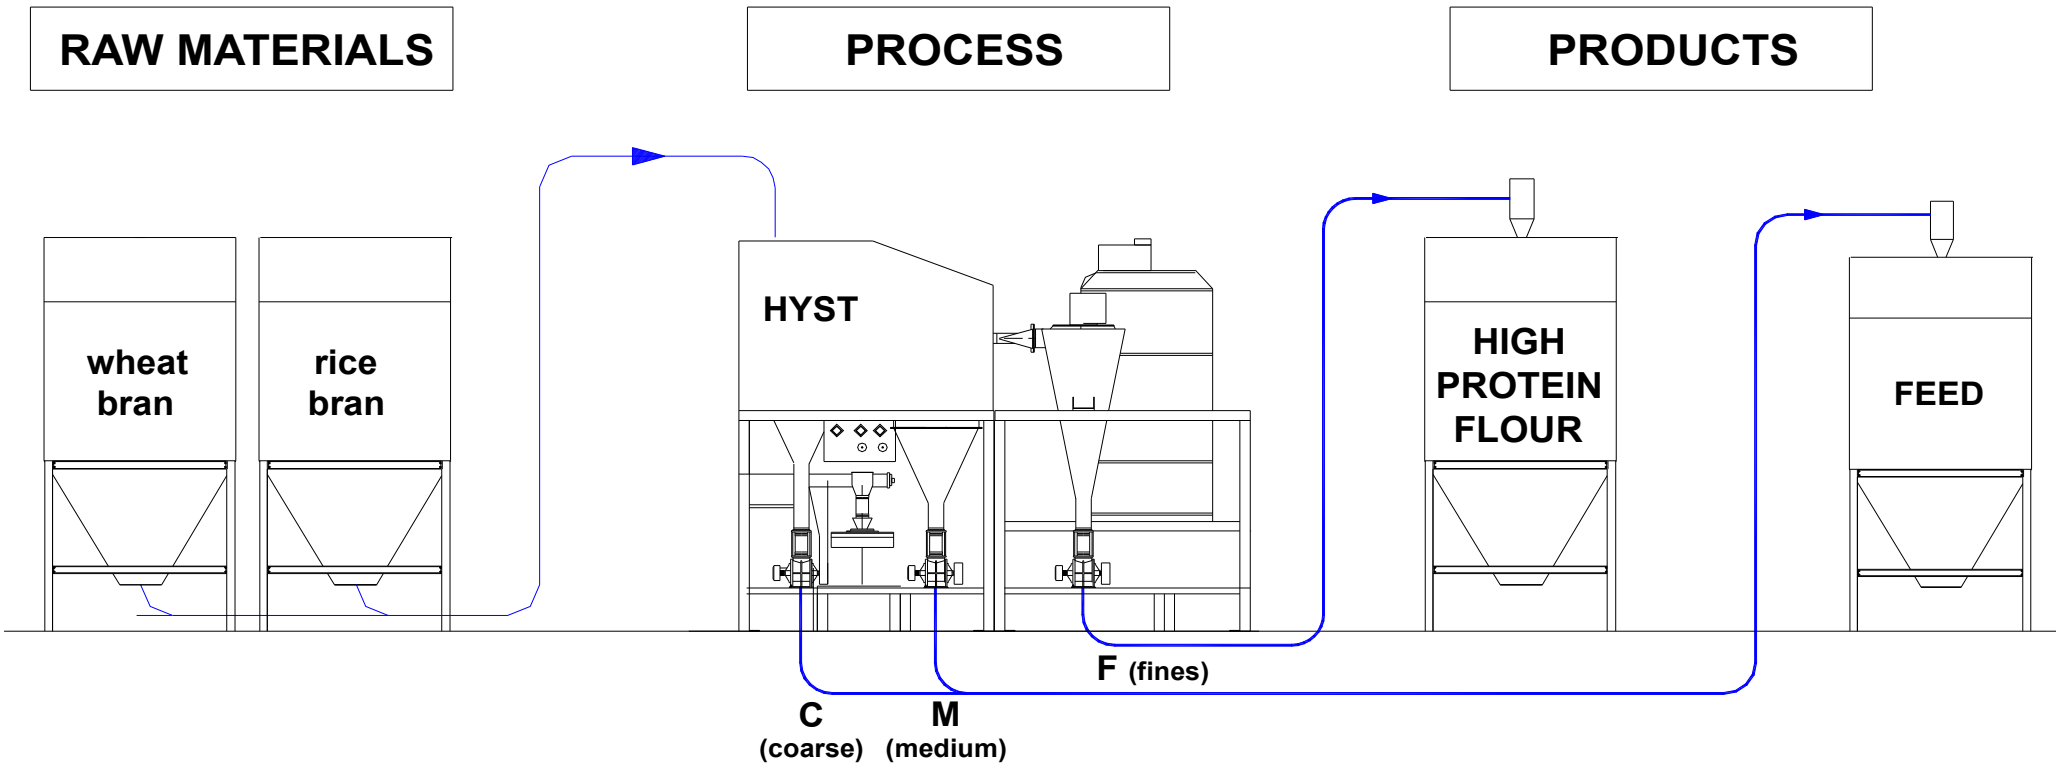 RAW MATERIALS
PROCESS
PRODUCTS
wheat
bran
rice
bran
HYST
HIGH
PROTEIN
FLOUR
FEED
F (fines)
C
(coarse)
M
(medium)